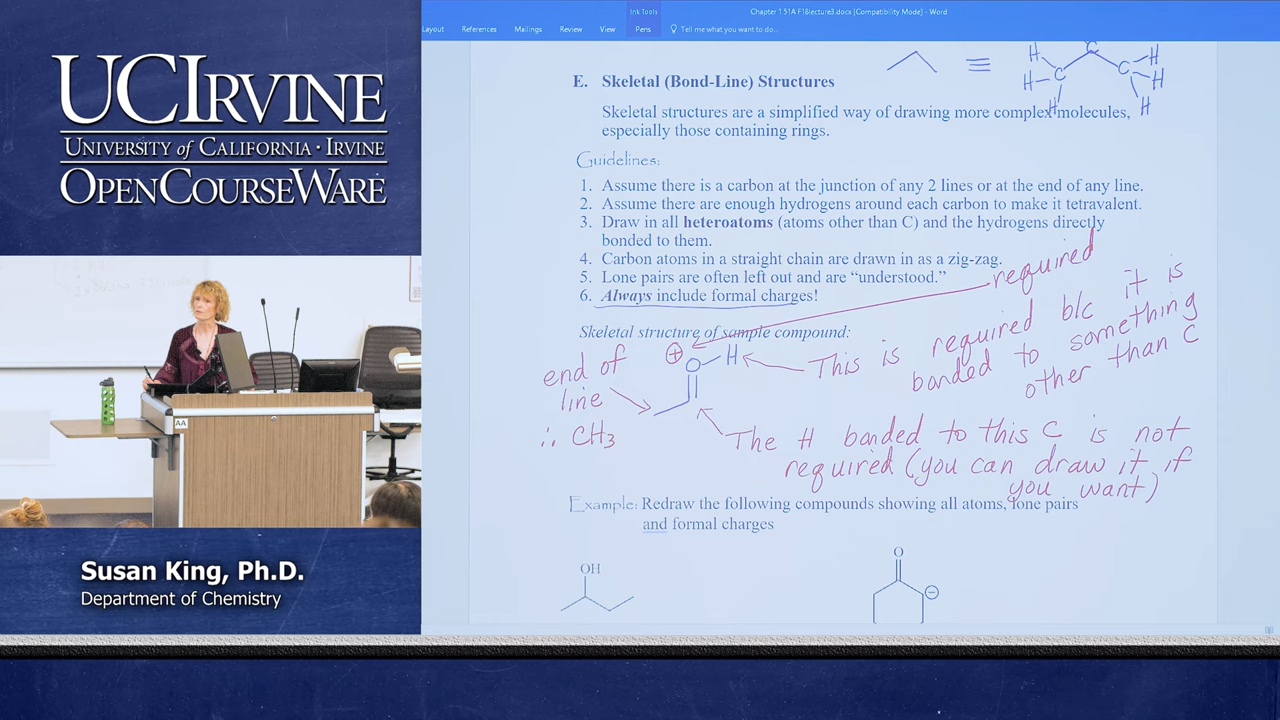 Ink Tools
Chapter 1 51A F18lecture3.docx [Compatibility Mode] - Word
Layout References Mailings Review View Pens Tell me what you want to do...
UCIRVINE
UNIVERSITY of CALIFORNIA · IRVINE
OPENCOURSEWARE
AA
Susan King, Ph.D.
Department of Chemistry
C
H
H C C H
H
H H
E. Skeletal (Bond-Line) Structures
Skeletal structures are a simplified way of drawing more complex molecules,
especially those containing rings.
Guidelines:
1. Assume there is a carbon at the junction of any 2 lines or at the end of any line.
2. Assume there are enough hydrogens around each carbon to make it tetravalent.
3. Draw in all heteroatoms (atoms other than C) and the hydrogens directly
bonded to them.
4. Carbon atoms in a straight chain are drawn in as a zig-zag.
5. Lone pairs are often left out and are “understood.”
6. Always include formal charges!
required
Skeletal structure of sample compound:
⊕
O H
end of
line
∴ CH3
This is required b/c it is
bonded to something
other than C
The H bonded to this C is not
required (you can draw it if
you want)
Example: Redraw the following compounds showing all atoms, lone pairs
and formal charges
OH
O
⊖